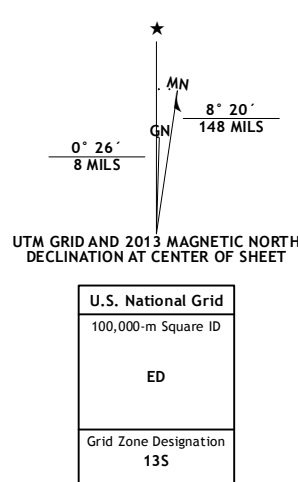 ★
MN
GN
8° 20´
148 MILS
0° 26´
8 MILS
UTM GRID AND 2013 MAGNETIC NORTH
DECLINATION AT CENTER OF SHEET
U.S. National Grid
100,000-m Square ID
ED
Grid Zone Designation
13S